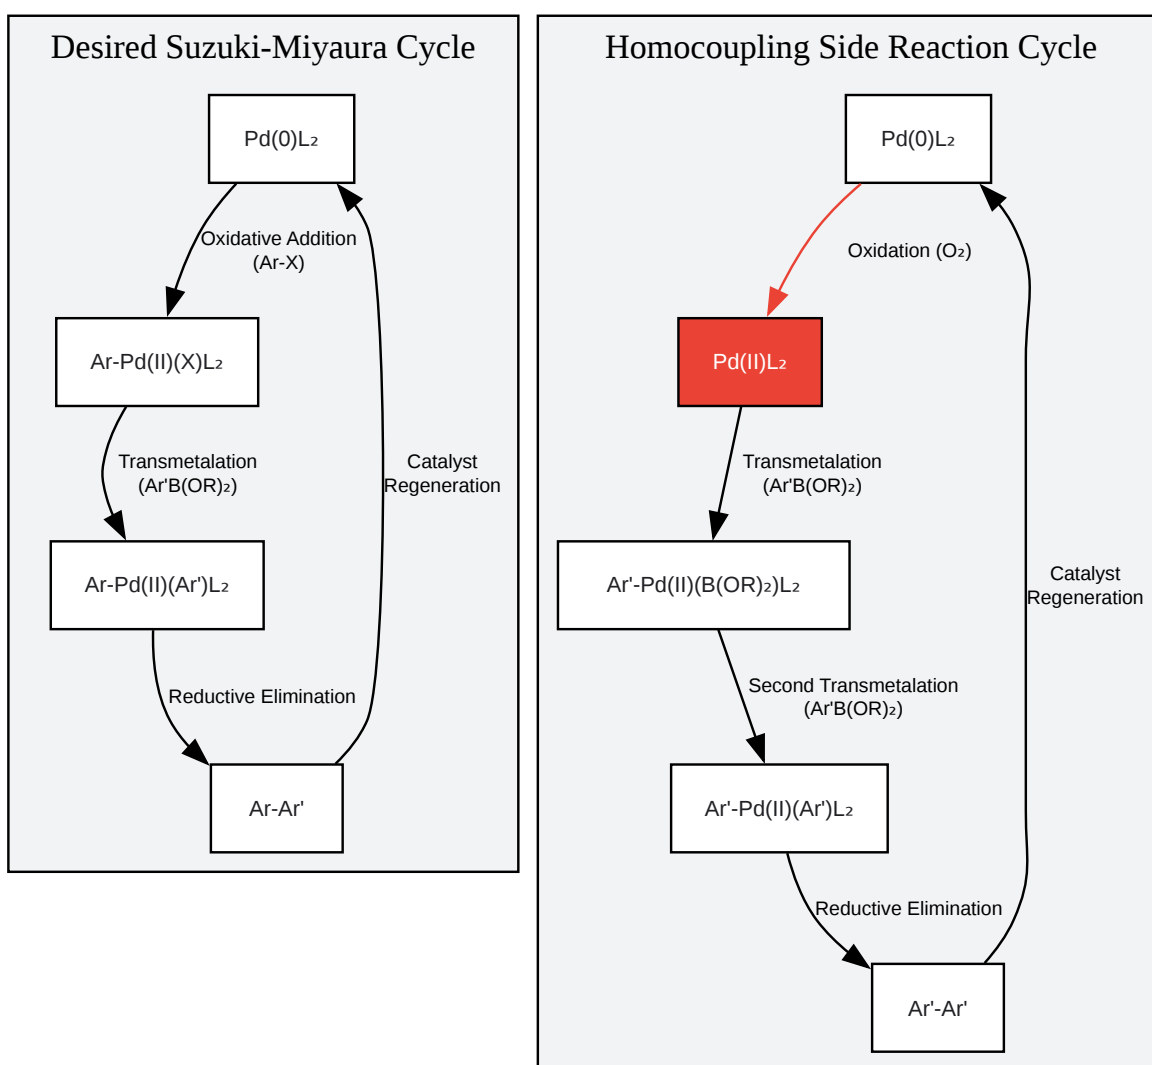 Desired Suzuki-Miyaura Cycle
Pd(0)L₂
Oxidative Addition
(Ar-X)
Ar-Pd(II)(X)L₂
Transmetalation
(Ar'B(OR)₂)
Catalyst
Regeneration
Ar-Pd(II)(Ar')L₂
Reductive Elimination
Ar-Ar'
Homocoupling Side Reaction Cycle
Pd(0)L₂
Oxidation (O₂)
Pd(II)L₂
Transmetalation
(Ar'B(OR)₂)
Ar'-Pd(II)(B(OR)₂)L₂
Catalyst
Regeneration
Second Transmetalation
(Ar'B(OR)₂)
Ar'-Pd(II)(Ar')L₂
Reductive Elimination
Ar'-Ar'